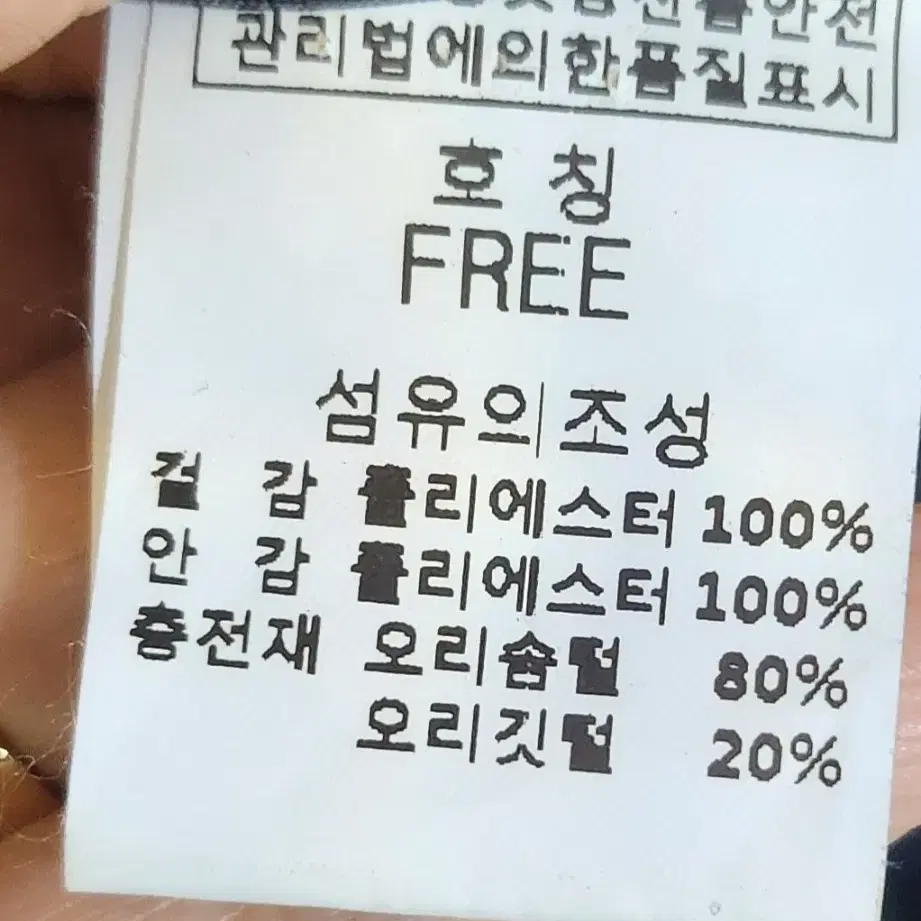 안전
관리법에의한품질표시
호 칭
FREE
섬유의조성
겉 감 폴리에스터 100%
안 감 폴리에스터 100%
충전재 오리솜털 80%
오리깃털 20%